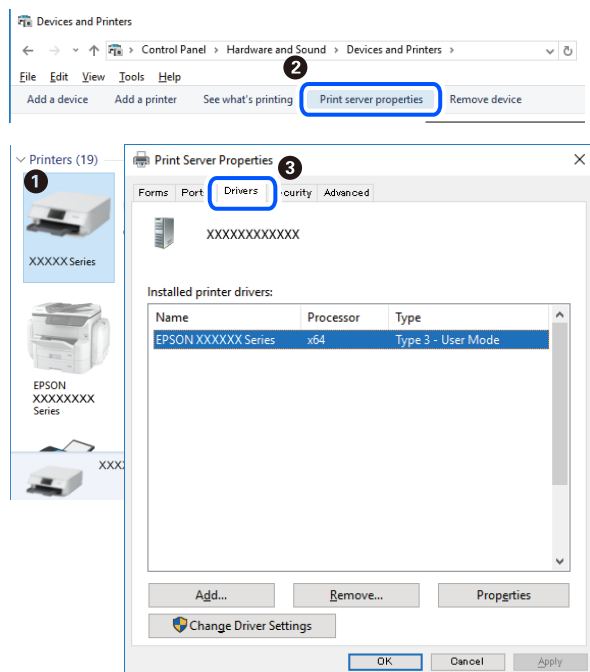 Devices and Printers
Control Panel > Hardware and Sound > Devices and Printers >
File Edit View Tools Help
2
Add a device Add a printer See what's printing Print server properties Remove device
Printers (19)
1
XXXXX Series
EPSON
XXXXXXXX
Series
XXX
Print Server Properties
3
Forms Port Drivers curity Advanced
XXXXXXXXXXXX
Installed printer drivers:
Name Processor Type
EPSON XXXXXX Series x64 Type 3 - User Mode
Add... Remove... Properties
Change Driver Settings
OK Cancel Apply